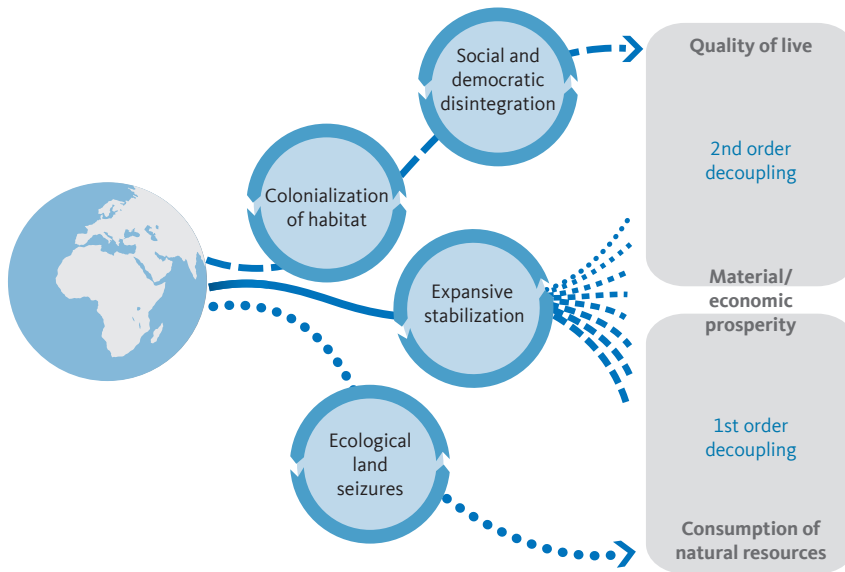 Social and
democratic
disintegration
Colonialization
of habitat
Expansive
stabilization
Ecological
land
seizures
Quality of live
2nd order
decoupling
Material/
economic
prosperity
1st order
decoupling
Consumption of
natural resources